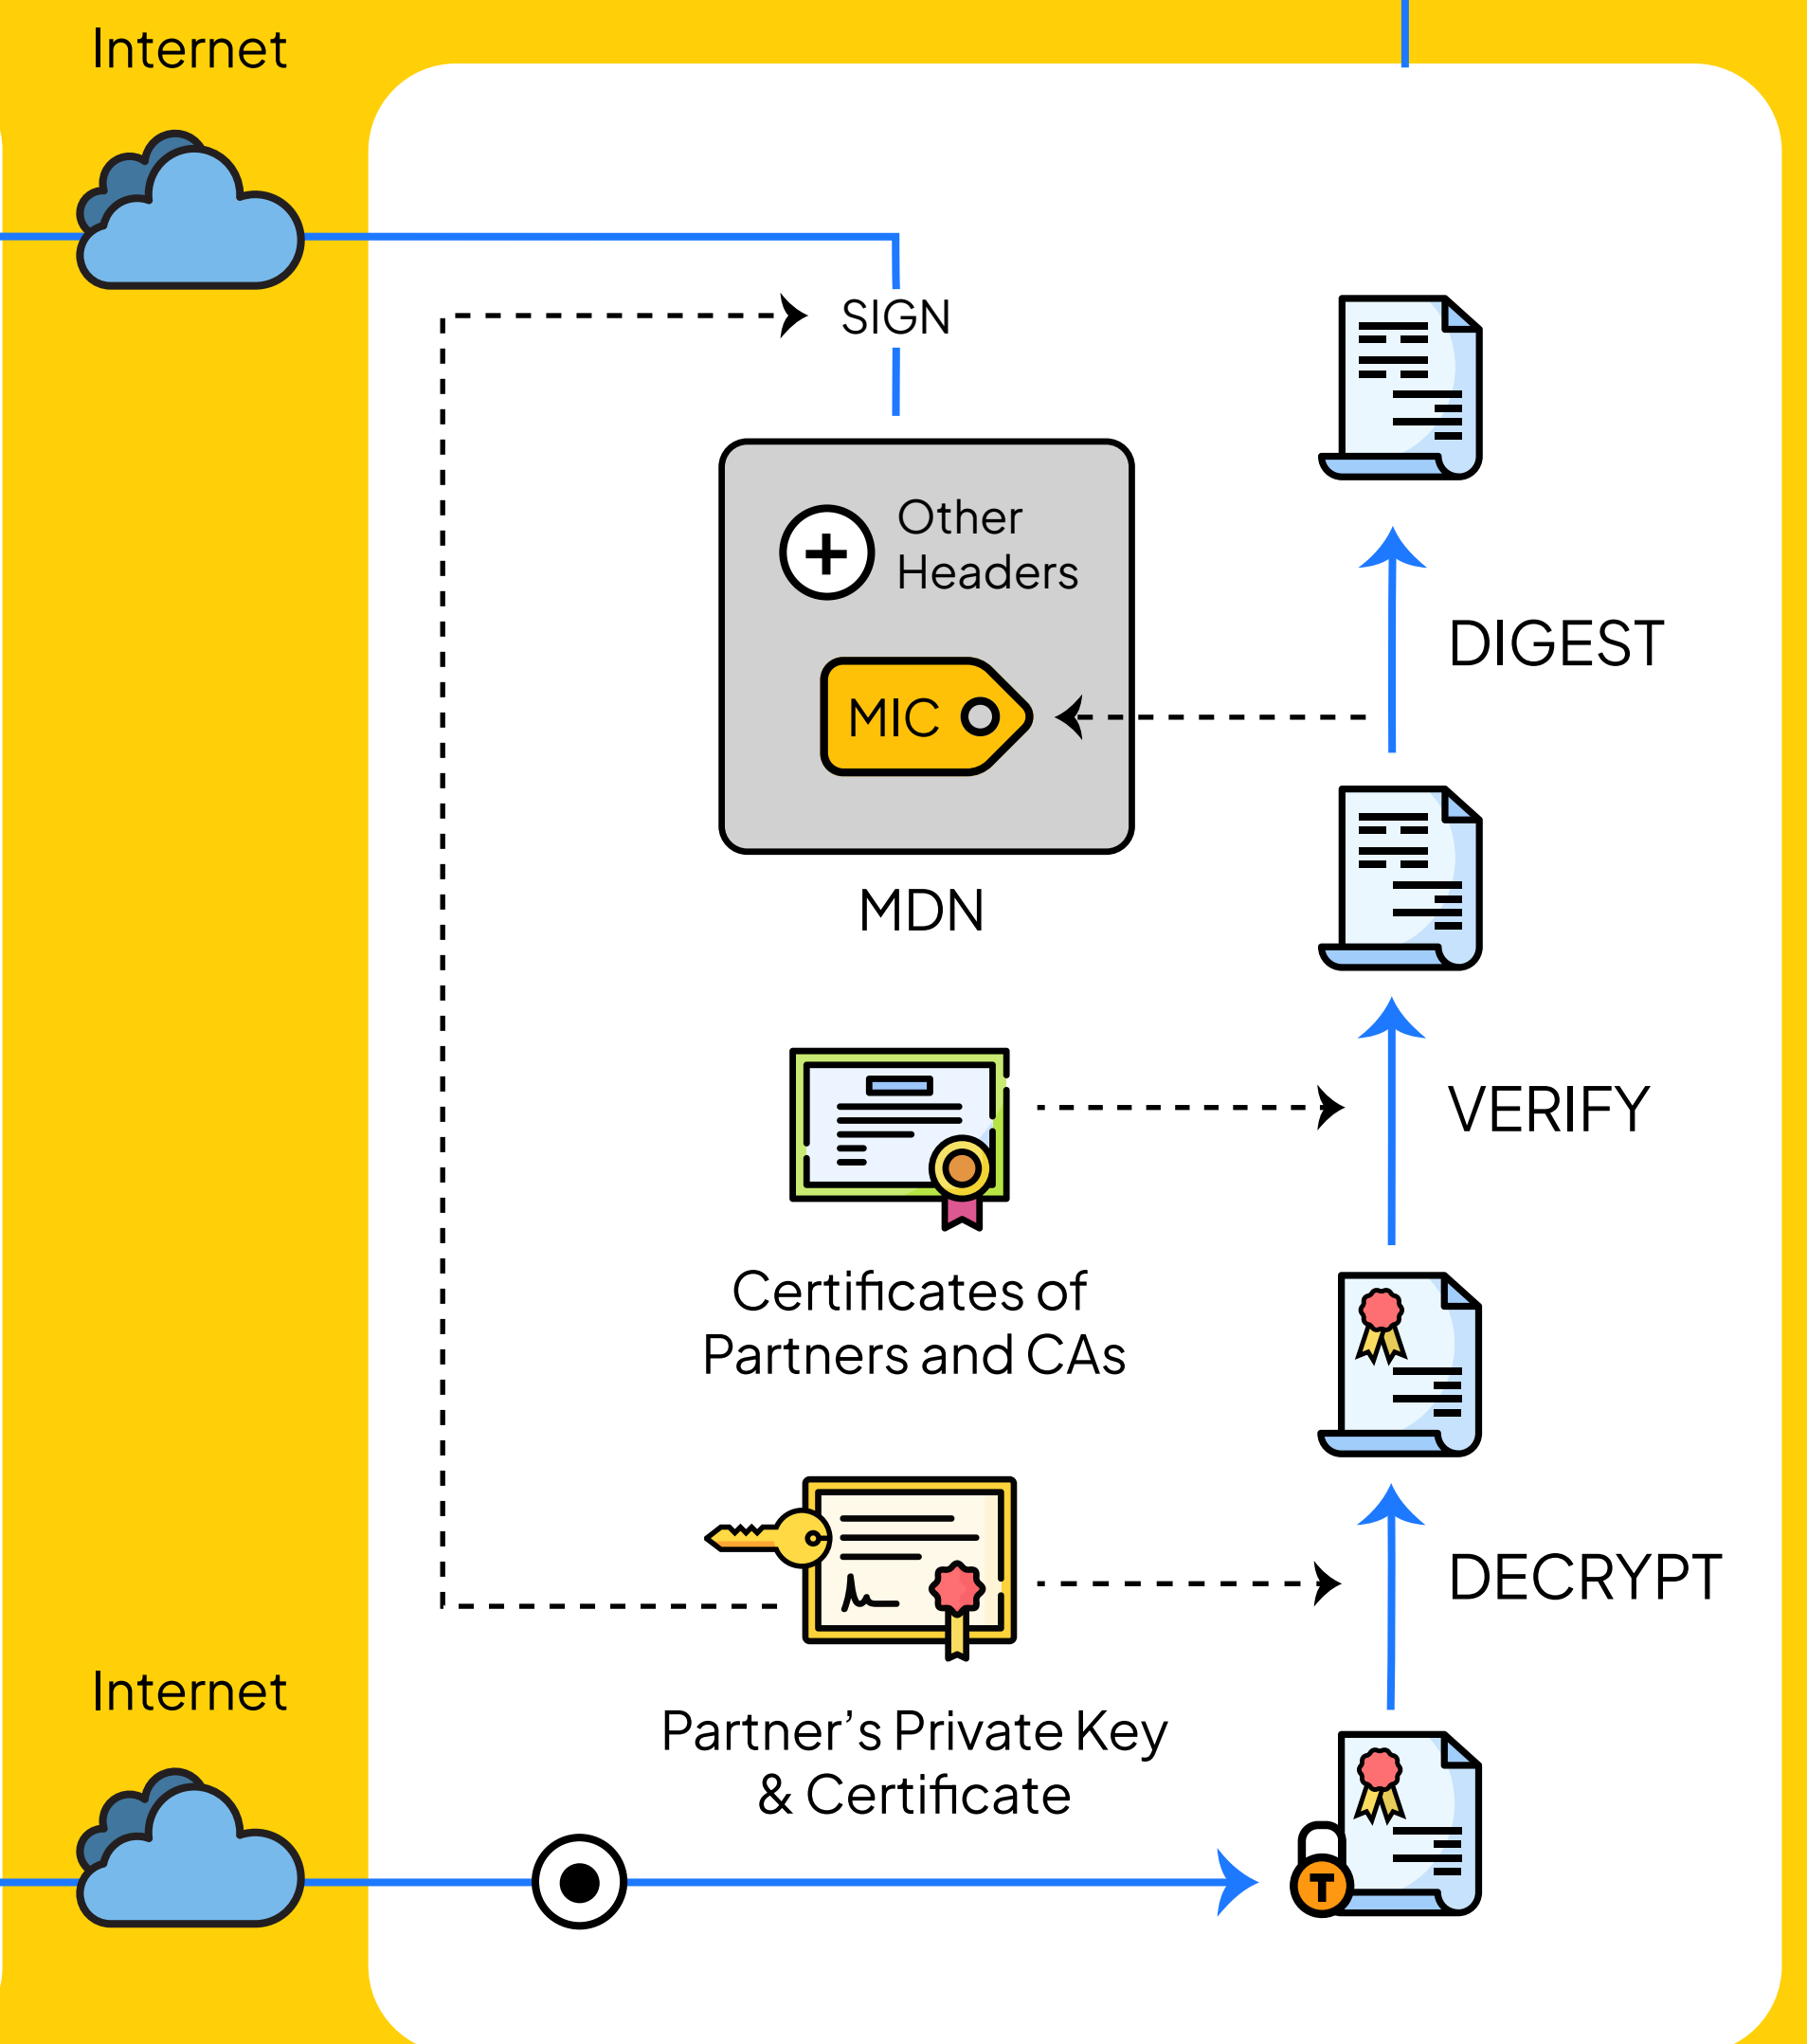 Internet
SIGN
Other
Headers
DIGEST
MIC
MDN
VERIFY
Certificates of
Partners and CAs
DECRYPT
Internet
Partner’s Private Key
& Certificate
T